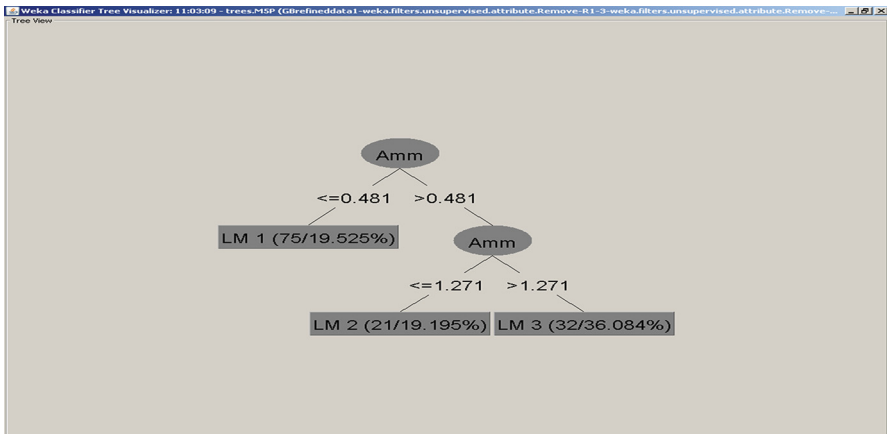 Weka Classifier Tree Visualizer: 11:03:09 - trees.M5P (GBrefineddata1-weka.filters.unsupervised.attribute.Remove-R1-3-weka.filters.unsupervised.attribute.Remove-...
Tree View
Amm
<=0.481 >0.481
LM 1 (75/19.525%)
Amm
<=1.271 >1.271
LM 2 (21/19.195%) LM 3 (32/36.084%)